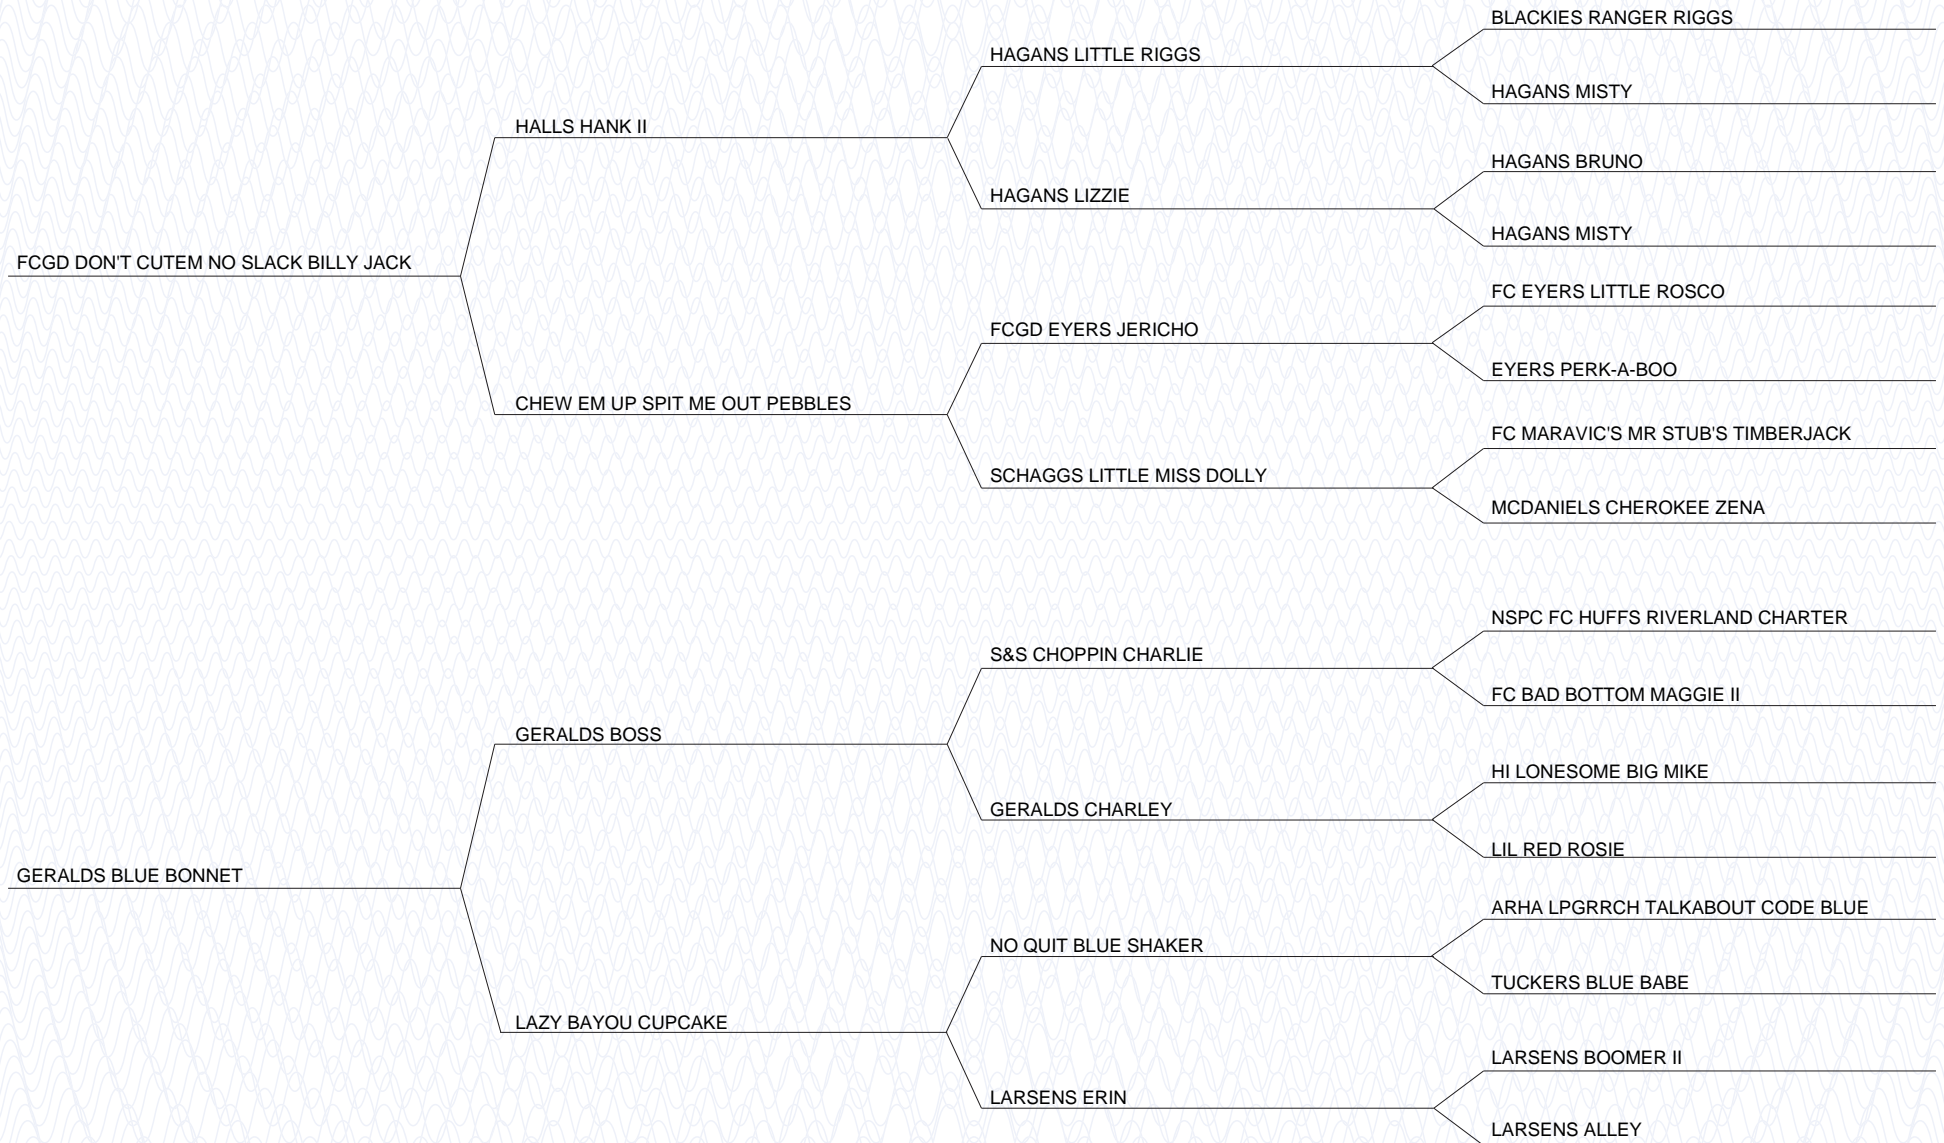 BLACKIES RANGER RIGGS
HAGANS LITTLE RIGGS
HAGANS MISTY
HALLS HANK II
HAGANS BRUNO
HAGANS LIZZIE
HAGANS MISTY
FCGD DON'T CUTEM NO SLACK BILLY JACK
FC EYERS LITTLE ROSCO
FCGD EYERS JERICHO
EYERS PERK-A-BOO
CHEW EM UP SPIT ME OUT PEBBLES
FC MARAVIC'S MR STUB'S TIMBERJACK
SCHAGGS LITTLE MISS DOLLY
MCDANIELS CHEROKEE ZENA
NSPC FC HUFFS RIVERLAND CHARTER
S&S CHOPPIN CHARLIE
FC BAD BOTTOM MAGGIE II
GERALDS BOSS
HI LONESOME BIG MIKE
GERALDS CHARLEY
LIL RED ROSIE
GERALDS BLUE BONNET
ARHA LPGRRCH TALKABOUT CODE BLUE
NO QUIT BLUE SHAKER
TUCKERS BLUE BABE
LAZY BAYOU CUPCAKE
LARSENS BOOMER II
LARSENS ERIN
LARSENS ALLEY